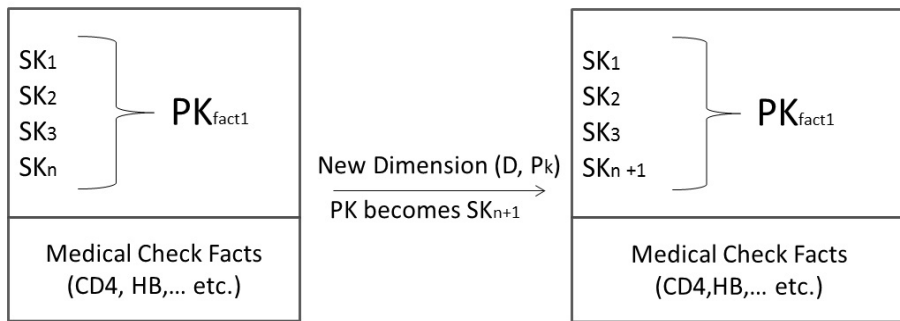 SK1
SK2
SK3
SKn
PKfact1
Medical Check Facts
(CD4, HB,... etc.)
New Dimension (D, Pk)
PK becomes SKn+1
SK1
SK2
SK3
SKn +1
PKfact1
Medical Check Facts
(CD4,HB,... etc.)